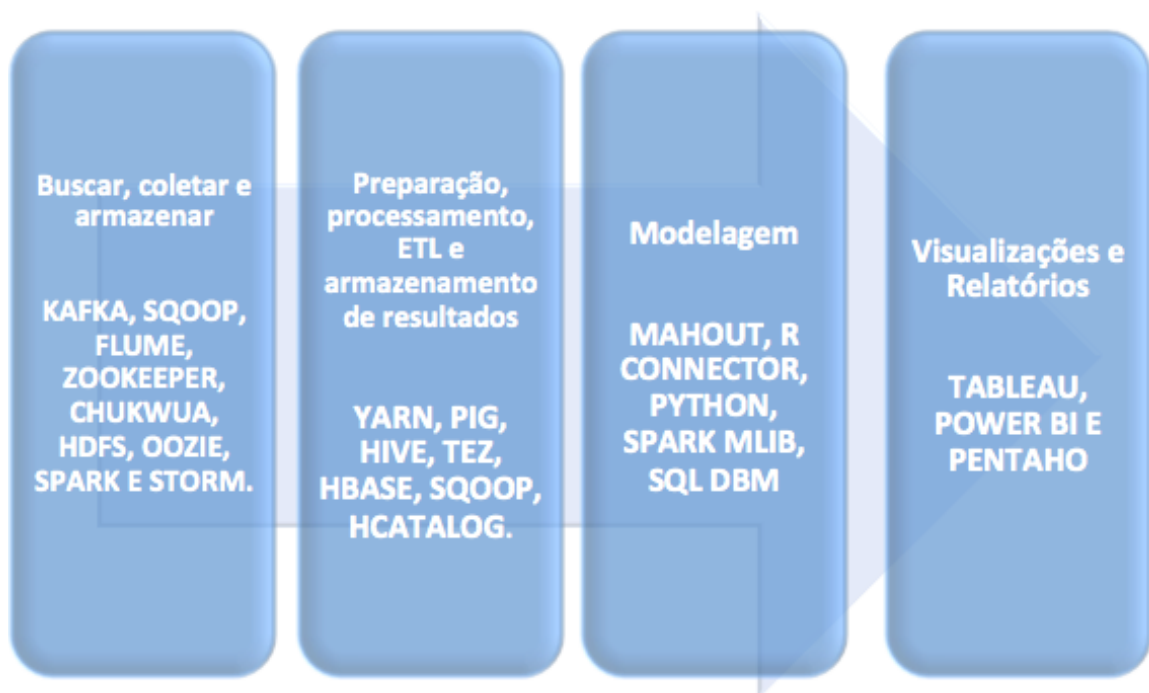 Buscar, coletar e
armazenar
KAFKA, SQOOP,
FLUME,
ZOOKEEPER,
CHUKWUA,
HDFS, OOZIE,
SPARK E STORM.
Preparação,
processamento,
ETL e
armazenamento
de resultados
YARN, PIG,
HIVE, TEZ,
HBASE, SQOOP,
HCATALOG.
Modelagem
MAHOUT, R
CONNECTOR,
PYTHON,
SPARK MLIB,
SQL DBM
Visualizações e
Relatórios
TABLEAU,
POWER BI E
PENTAHO